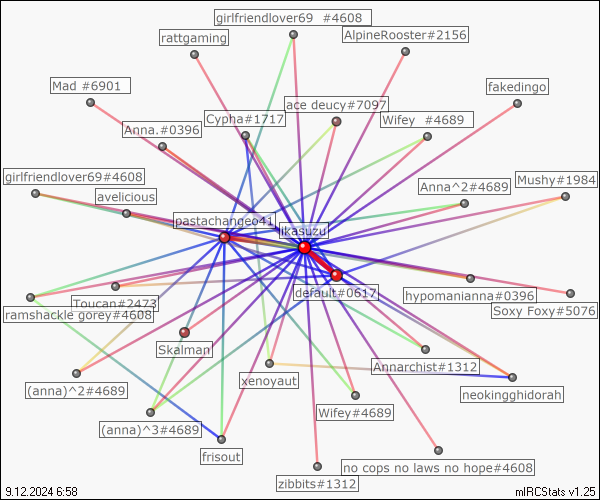 girlfriendlover69 #4608
rattgaming
AlpineRooster#2156
Mad #6901
fakedingo
ace deucy#7097
Cypha#1717
Wifey #4689
Anna.#0396
girlfriendlover69#4608
Mushy#1984
Anna^2#4689
avelicious
pastachandeo41
ikasuzu
default#0617
hypomanianna#0396
Toucan#2473
Soxy Foxy#5076
ramshackle gorey#4608
Skalman
Annarchist#1312
xenoyaut
(anna)^2#4689
neokingghidorah
Wifey#4689
(anna)^3#4689
frisout
no cops no laws no hope#4608
zibbits#1312
9.12.2024 6:58
mIRCStats v1.25